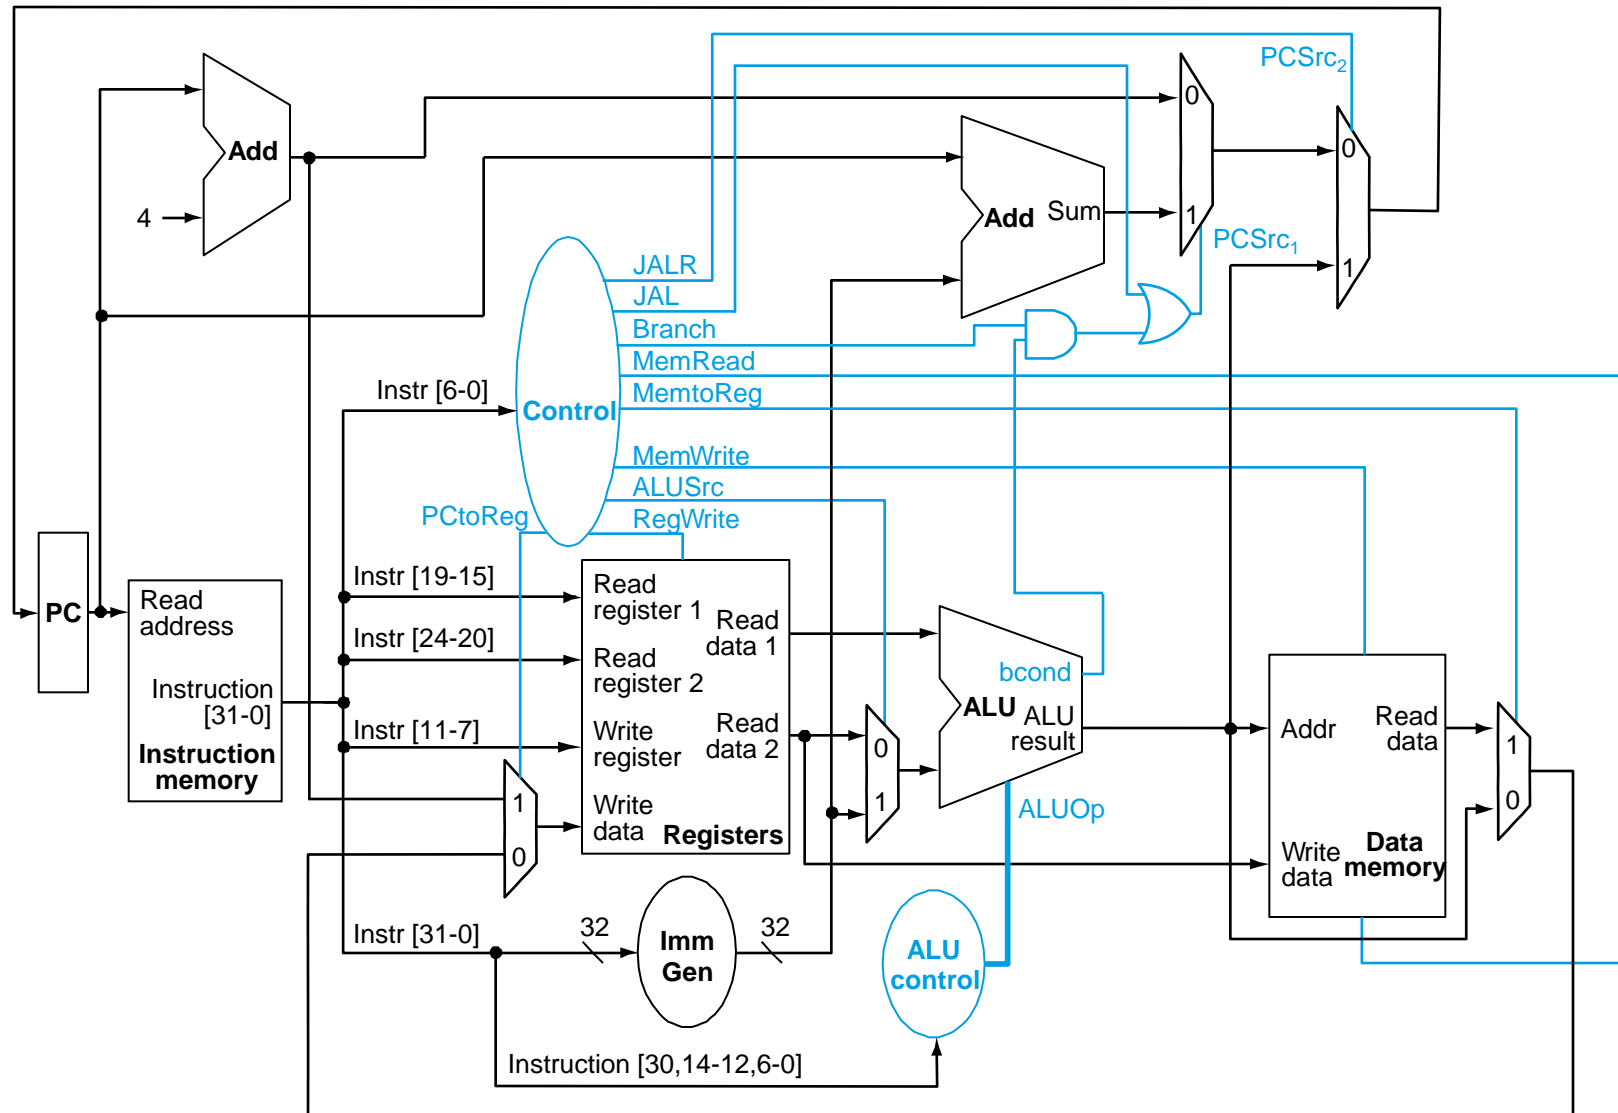 PCSrc2
0
Add
0
1
Add
Sum
4
PCSrc1
1
JALR
JAL
Branch
MemRead
MemtoReg
Instr [6-0]
Control
MemWrite
ALUSrc
RegWrite
PCtoReg
PC
Read
address
Instruction
[31-0]
Instruction
memory
Instr [19-15]
Instr [24-20]
Instr [11-7]
1
0
Read
register 1
Read
register 2
Write
register
Write
data
Read
data 1
Read
data 2
Registers
0
1
bcond
ALU
ALU
result
ALUOp
Addr
Read
data
Write
data
Data
memory
1
0
Instr [31-0]
32
Imm
Gen
32
ALU
control
Instruction [30,14-12,6-0]